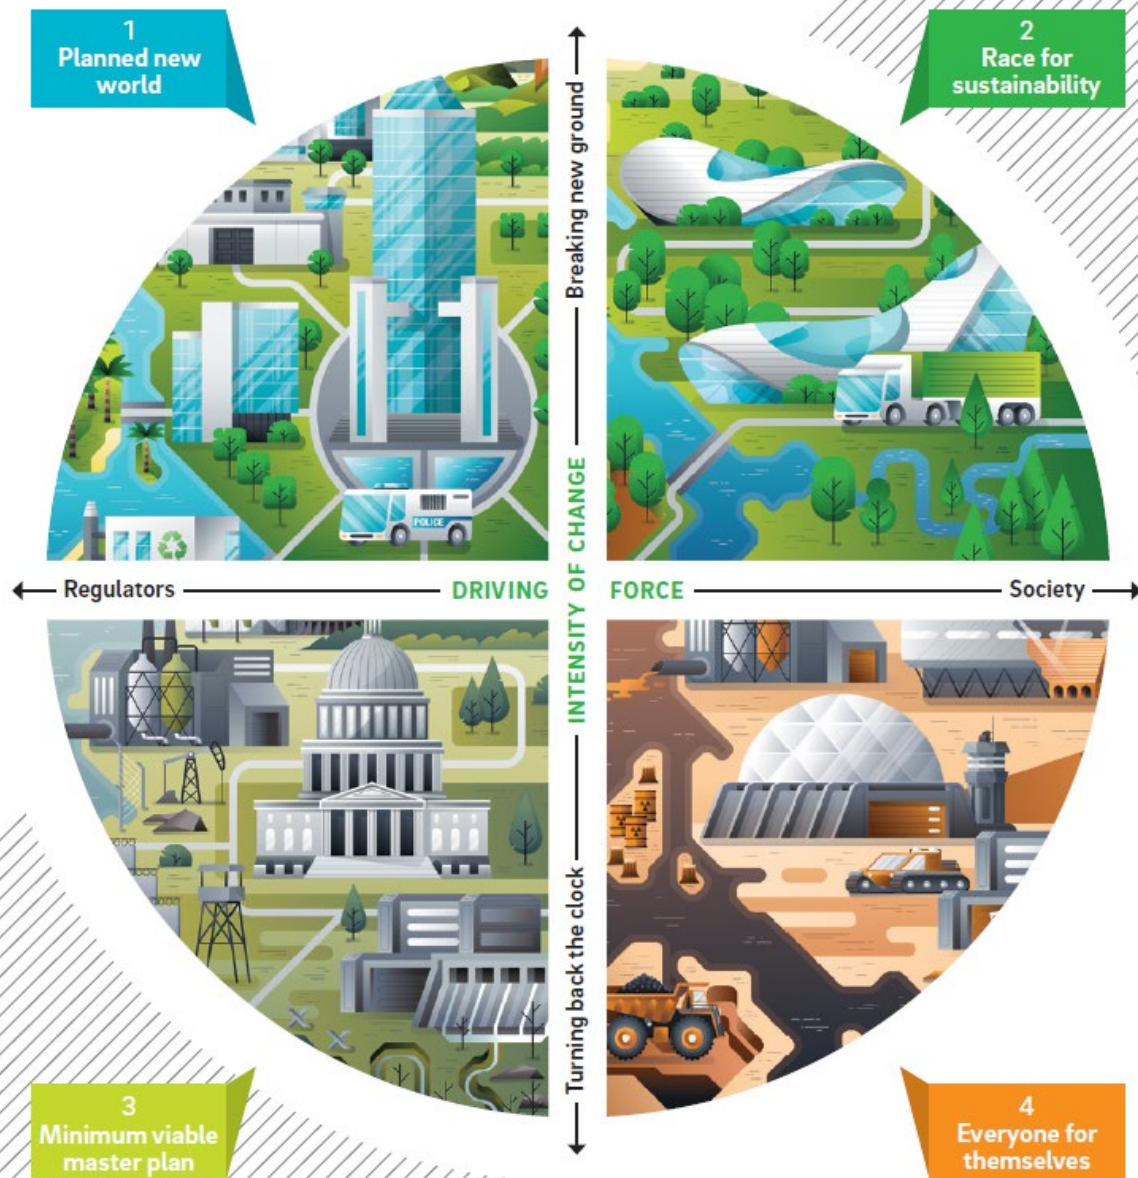 1
Planned new
world
2
Race for
sustainability
Breaking new ground
INTENSITY OF CHANGE
POLICE
Regulators
DRIVING
FORCE
Society
Turning back the clock
3
Minimum viable
master plan
4
Everyone for
themselves